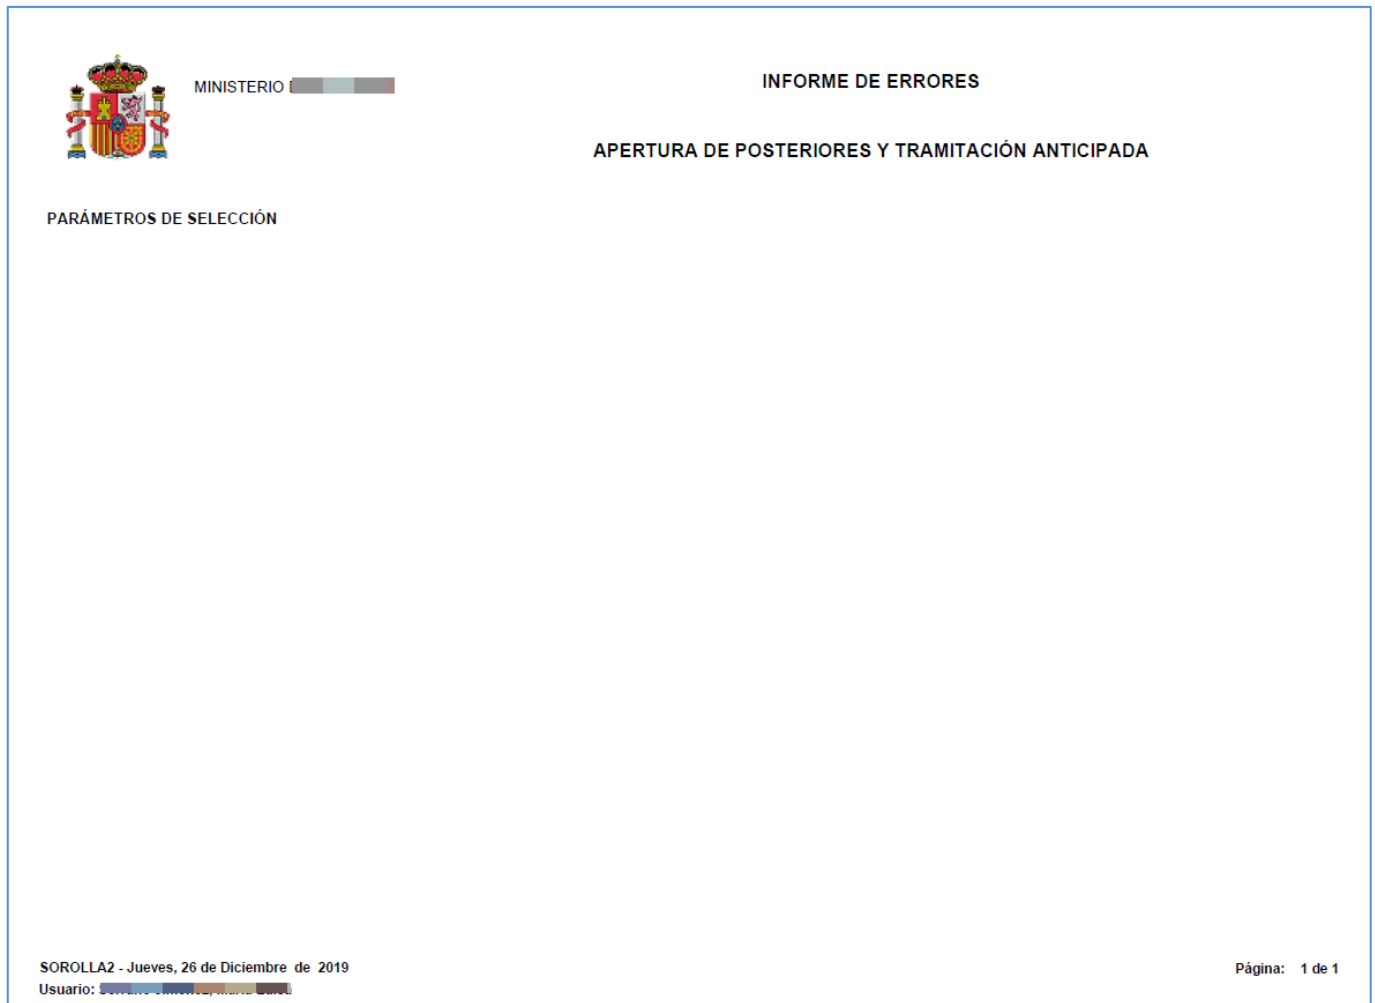 MINISTERIO
INFORME DE ERRORES
APERTURA DE POSTERIORES Y TRAMITACIÓN ANTICIPADA
PARÁMETROS DE SELECCIÓN
SOROLLA2 - Jueves, 26 de Diciembre de 2019
Página: 1 de 1
Usuario: